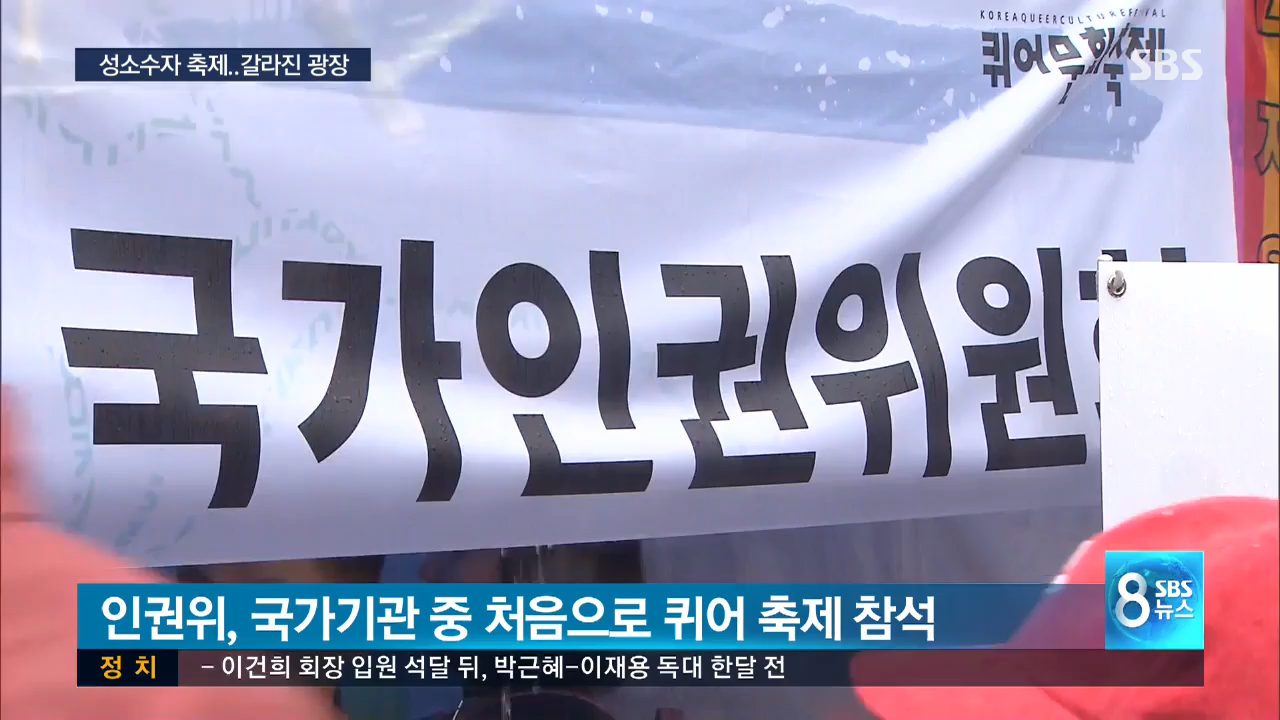 성소수자 축제..갈라진 광장
KOREAQUEERCULTUREFESTIVAL
퀴어문화축제
SBS
국가인권위원회
인권위, 국가기관 중 처음으로 퀴어 축제 참석
8 SBS 뉴스
정 치 - 이건희 회장 입원 석달 뒤, 박근혜-이재용 독대 한달 전